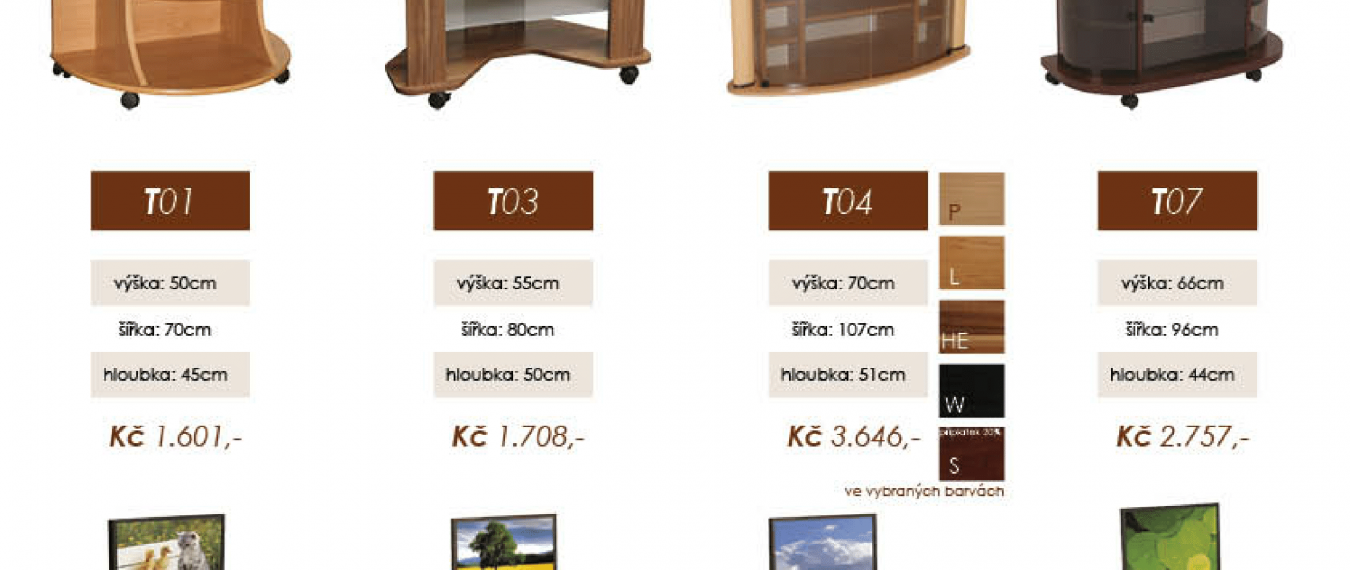 T01
výška: 50cm
šířka: 70cm
hloubka: 45cm
Kč 1.601,-
T03
výška: 55cm
šířka: 80cm
hloubka: 50cm
Kč 1.708,-
T04
výška: 70cm
šířka: 107cm
hloubka: 51cm
Kč 3.646,-
P
L
HE
W
příplatek 20%
S
ve vybraných barvách
T07
výška: 66cm
šířka: 96cm
hloubka: 44cm
Kč 2.757,-